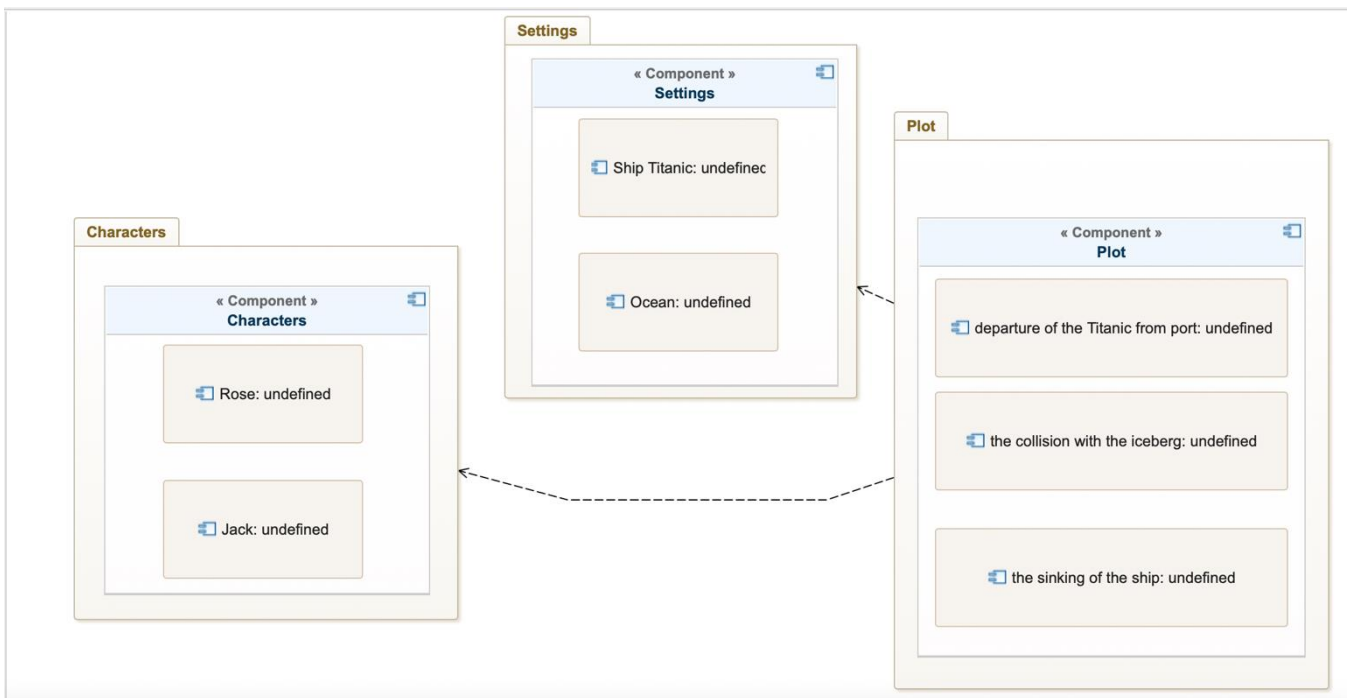 Settings
« Component »
Settings
Ship Titanic: undefined
Ocean: undefined
Plot
« Component »
Plot
departure of the Titanic from port: undefined
the collision with the iceberg: undefined
the sinking of the ship: undefined
Characters
« Component »
Characters
Rose: undefined
Jack: undefined